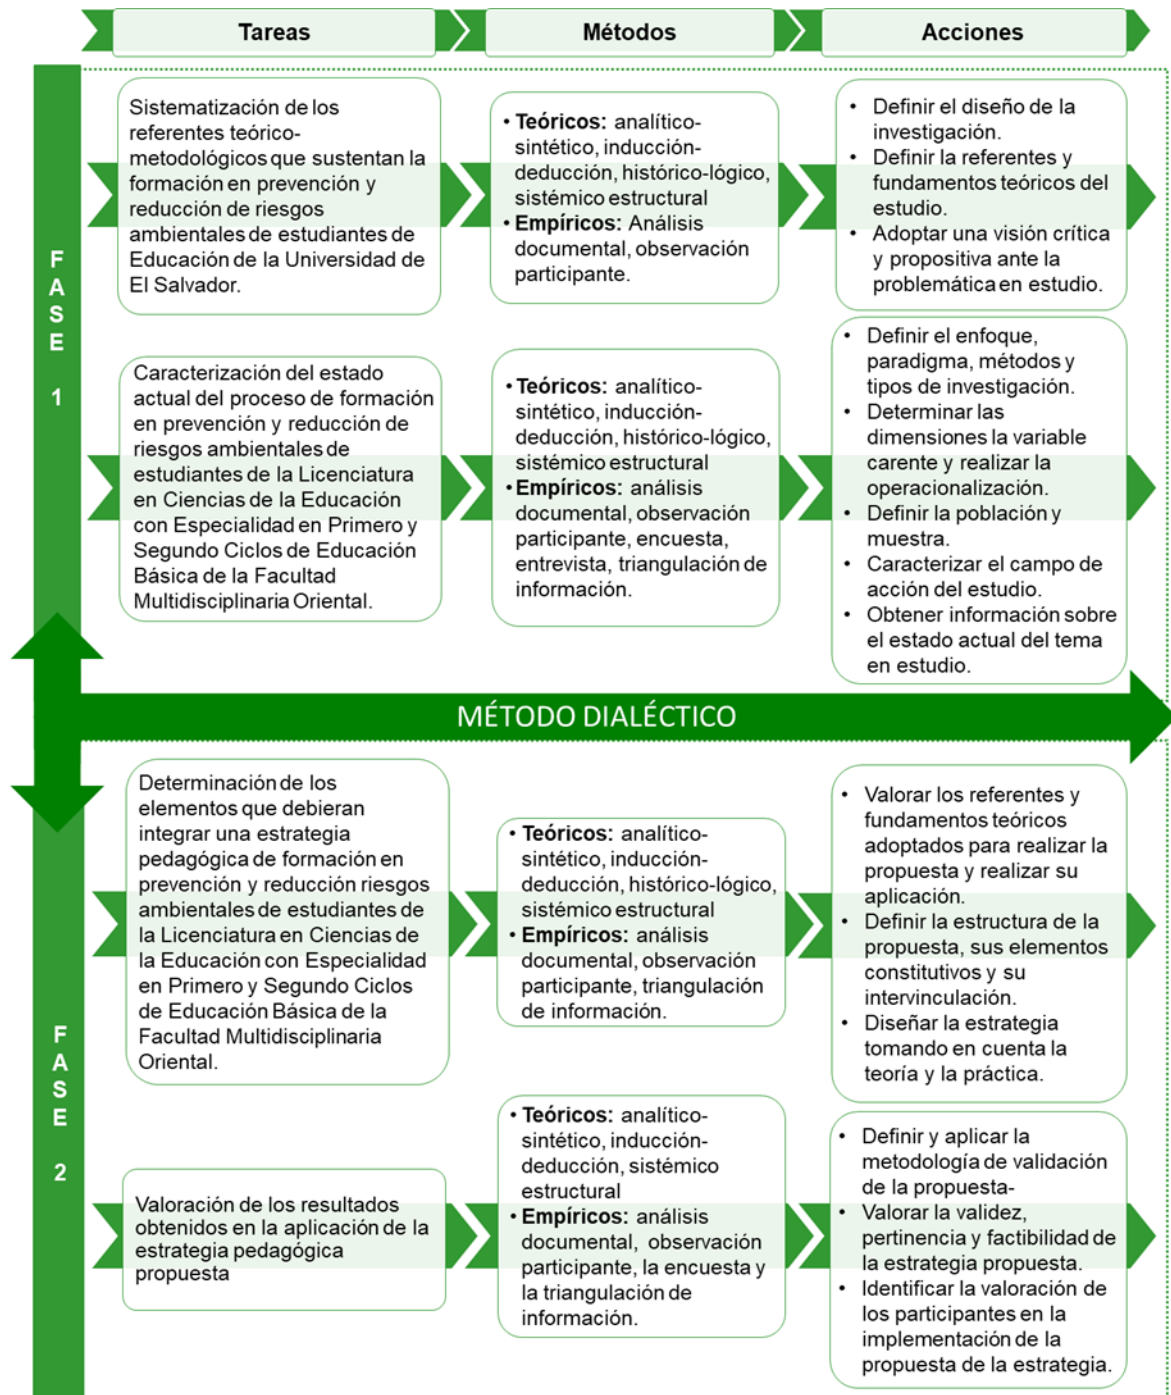 Tareas
Métodos
Acciones
FASE 1
Sistematización de los
referentes teórico-
metodológicos que sustentan la
formación en prevención y
reducción de riesgos
ambientales de estudiantes de
Educación de la Universidad de
El Salvador.
• Teóricos: analítico-
sintético, inducción-
deducción, histórico-lógico,
sistémico estructural
• Empíricos: Análisis
documental, observación
participante.
• Definir el diseño de la
investigación.
• Definir la referentes y
fundamentos teóricos del
estudio.
• Adoptar una visión crítica
y propositiva ante la
problemática en estudio.
Caracterización del estado
actual del proceso de formación
en prevención y reducción de
riesgos ambientales de
estudiantes de la Licenciatura
en Ciencias de la Educación
con Especialidad en Primero y
Segundo Ciclos de Educación
Básica de la Facultad
Multidisciplinaria Oriental.
• Teóricos: analítico-
sintético, inducción-
deducción, histórico-lógico,
sistémico estructural
• Empíricos: análisis
documental, observación
participante, encuesta,
entrevista, triangulación de
información.
• Definir el enfoque,
paradigma, métodos y
tipos de investigación.
• Determinar las
dimensiones la variable
carente y realizar la
operacionalización.
• Definir la población y
muestra.
• Caracterizar el campo de
acción del estudio.
• Obtener información sobre
el estado actual del tema
en estudio.
MÉTODO DIALÉCTICO
FASE 2
Determinación de los
elementos que debieran
integrar una estrategia
pedagógica de formación en
prevención y reducción riesgos
ambientales de estudiantes de
la Licenciatura en Ciencias de
la Educación con Especialidad
en Primero y Segundo Ciclos
de Educación Básica de la
Facultad Multidisciplinaria
Oriental.
• Teóricos: analítico-
sintético, inducción-
deducción, histórico-lógico,
sistémico estructural
• Empíricos: análisis
documental, observación
participante, triangulación
de información.
• Valorar los referentes y
fundamentos teóricos
adoptados para realizar la
propuesta y realizar su
aplicación.
• Definir la estructura de la
propuesta, sus elementos
constitutivos y su
intervinculación.
• Diseñar la estrategia
tomando en cuenta la
teoría y la práctica.
Valoración de los resultados
obtenidos en la aplicación de la
estrategia pedagógica
propuesta
• Teóricos: analítico-
sintético, inducción-
deducción, sistémico
estructural
• Empíricos: análisis
documental, observación
participante, la encuesta y
la triangulación de
información.
• Definir y aplicar la
metodología de validación
de la propuesta-
• Valorar la validez,
pertinencia y factibilidad de
la estrategia propuesta.
• Identificar la valoración de
los participantes en la
implementación de la
propuesta de la estrategia.